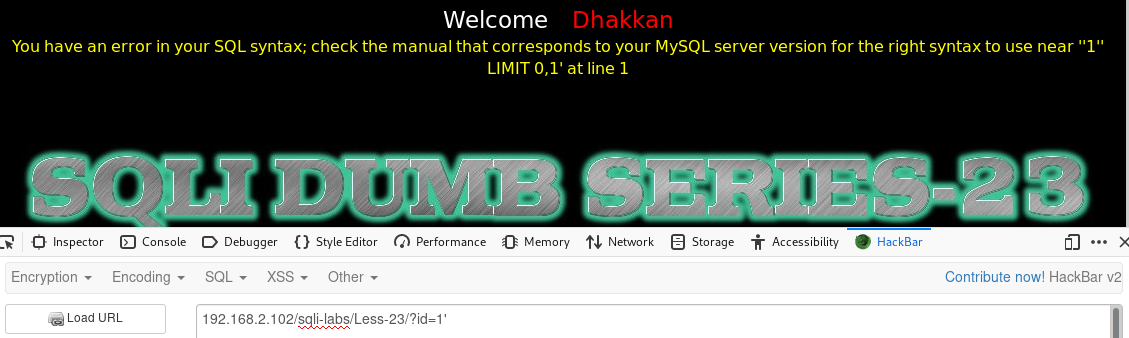 Welcome Dhakkan
You have an error in your SQL syntax; check the manual that corresponds to your MySQL server version for the right syntax to use near ''1''
LIMIT 0,1' at line 1
SQLI DUMB SERIES-23
Inspector Console Debugger Style Editor Performance Memory Network Storage Accessibility HackBar
Encryption Encoding SQL XSS Other Contribute now! HackBar v2
Load URL 192.168.2.102/sqli-labs/Less-23/?id=1'